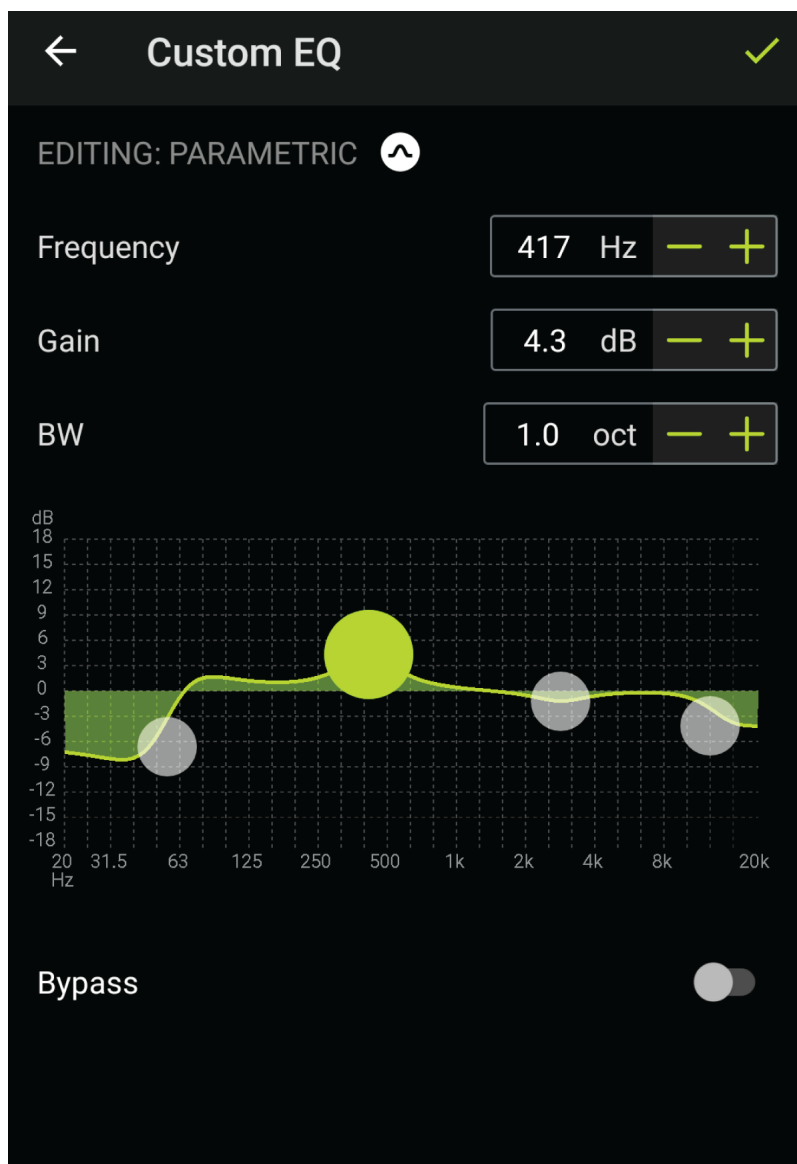 Custom EQ
EDITING: PARAMETRIC
Frequency 417 Hz − +
Gain 4.3 dB − +
BW 1.0 oct − +
dB
18
15
12
9
6
3
0
-3
-6
-9
-12
-15
-18
20 31.5 63 125 250 500 1k 2k 4k 8k 20k
Hz
Bypass